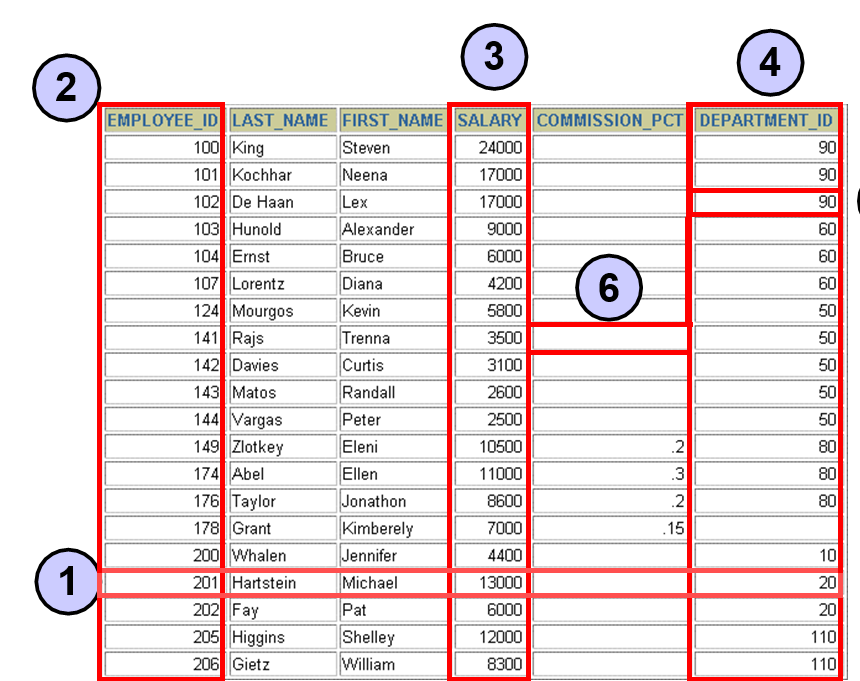 3
4
2
EMPLOYEE_ID LAST_NAME FIRST_NAME SALARY COMMISSION_PCT DEPARTMENT_ID
100 King Steven 24000 90
101 Kochhar Neena 17000 90
102 De Haan Lex 17000 90
103 Hunold Alexander 9000 60
104 Ernst Bruce 6000 60
107 Lorentz Diana 4200 60
6
124 Mourgos Kevin 5800 50
141 Rajs Trenna 3500 50
142 Davies Curtis 3100 50
143 Matos Randall 2600 50
144 Vargas Peter 2500 50
149 Zlotkey Eleni 10500 .2 80
174 Abel Ellen 11000 .3 80
176 Taylor Jonathon 8600 .2 80
178 Grant Kimberely 7000 .15
200 Whalen Jennifer 4400 10
1
201 Hartstein Michael 13000 20
202 Fay Pat 6000 20
205 Higgins Shelley 12000 110
206 Gietz William 8300 110